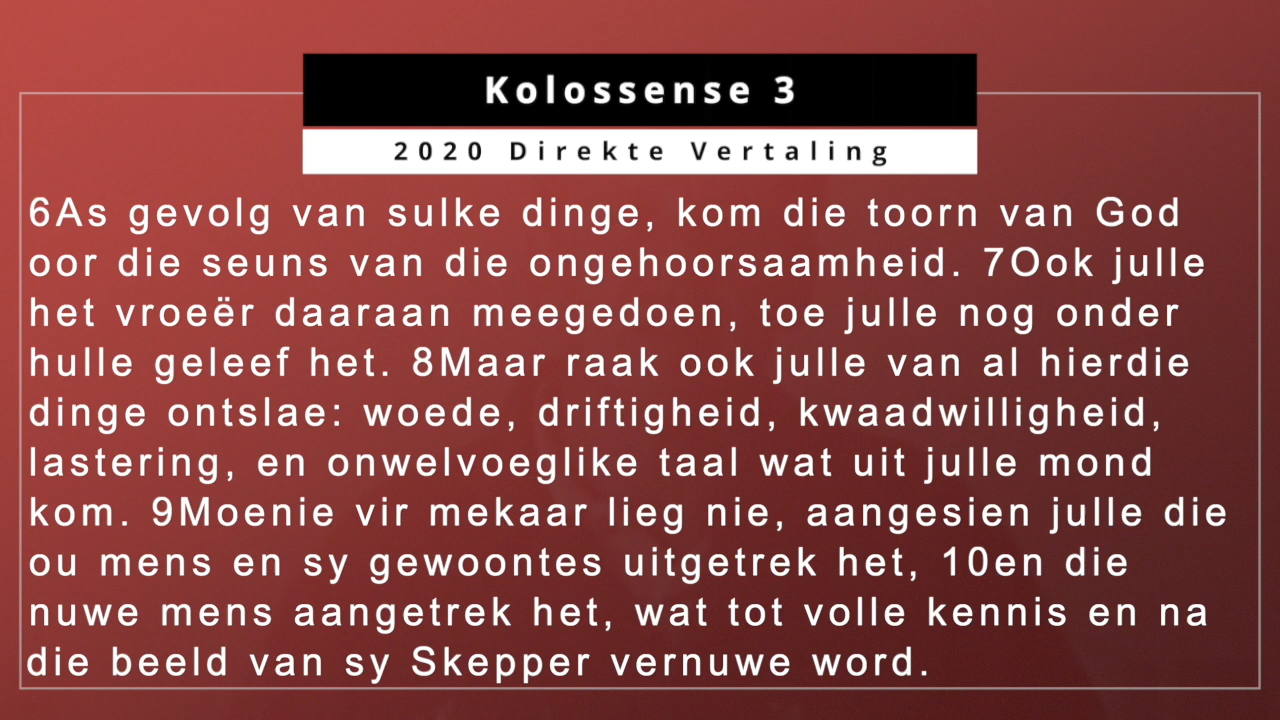 Kolossense 3
2020 Direkte Vertaling
6As gevolg van sulke dinge, kom die toorn van God
oor die seuns van die ongehoorsaamheid. 7Ook julle
het vroeër daaraan meegedoen, toe julle nog onder
hulle geleef het. 8Maar raak ook julle van al hierdie
dinge ontslae: woede, driftigheid, kwaadwilligheid,
lastering, en onwelvoeglike taal wat uit julle mond
kom. 9Moenie vir mekaar lieg nie, aangesien julle die
ou mens en sy gewoontes uitgetrek het, 10en die
nuwe mens aangetrek het, wat tot volle kennis en na
die beeld van sy Skepper vernuwe word.